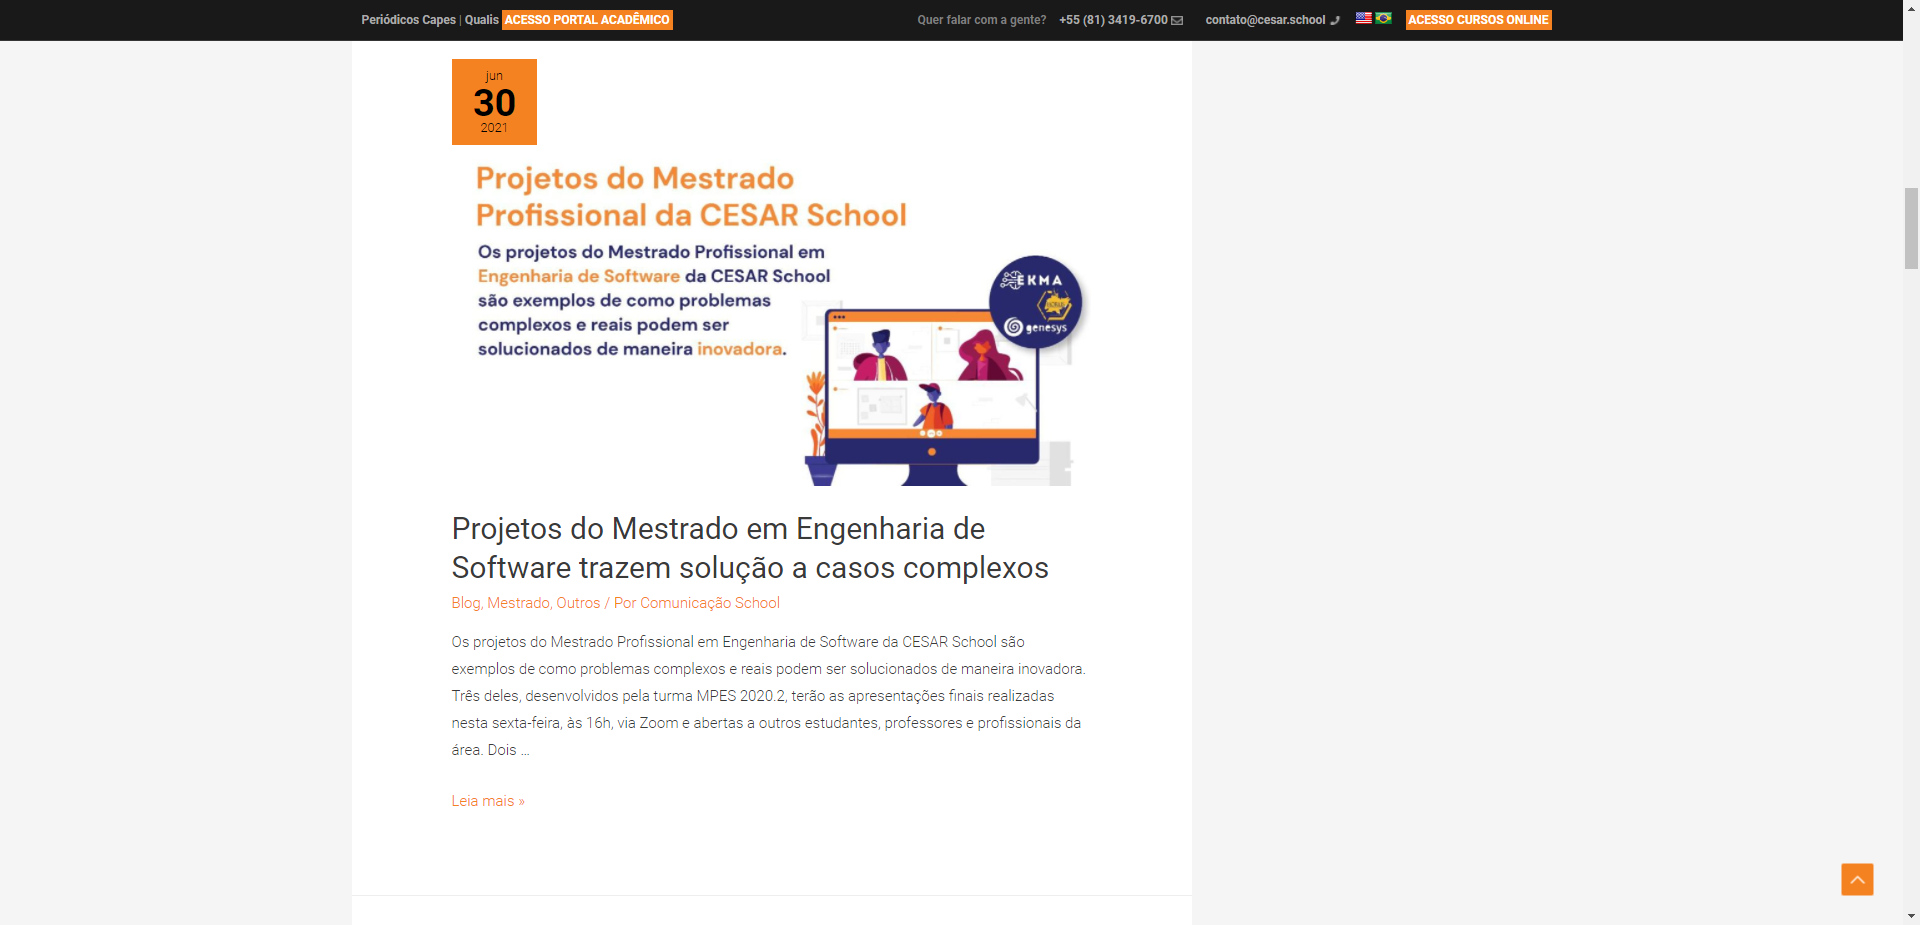 Periódicos Capes | Qualis ACESSO PORTAL ACADÊMICO
Quer falar com a gente? +55 (81) 3419-6700 contato@cesar.school ACESSO CURSOS ONLINE
jun
30
2021
Projetos do Mestrado
Profissional da CESAR School
Os projetos do Mestrado Profissional em
Engenharia de Software da CESAR School
são exemplos de como problemas
complexos e reais podem ser
solucionados de maneira inovadora.
EKMA
genesys
Projetos do Mestrado em Engenharia de
Software trazem solução a casos complexos
Blog, Mestrado, Outros / Por Comunicação School
Os projetos do Mestrado Profissional em Engenharia de Software da CESAR School são
exemplos de como problemas complexos e reais podem ser solucionados de maneira inovadora.
Três deles, desenvolvidos pela turma MPES 2020.2, terão as apresentações finais realizadas
nesta sexta-feira, às 16h, via Zoom e abertas a outros estudantes, professores e profissionais da
área. Dois …
Leia mais »